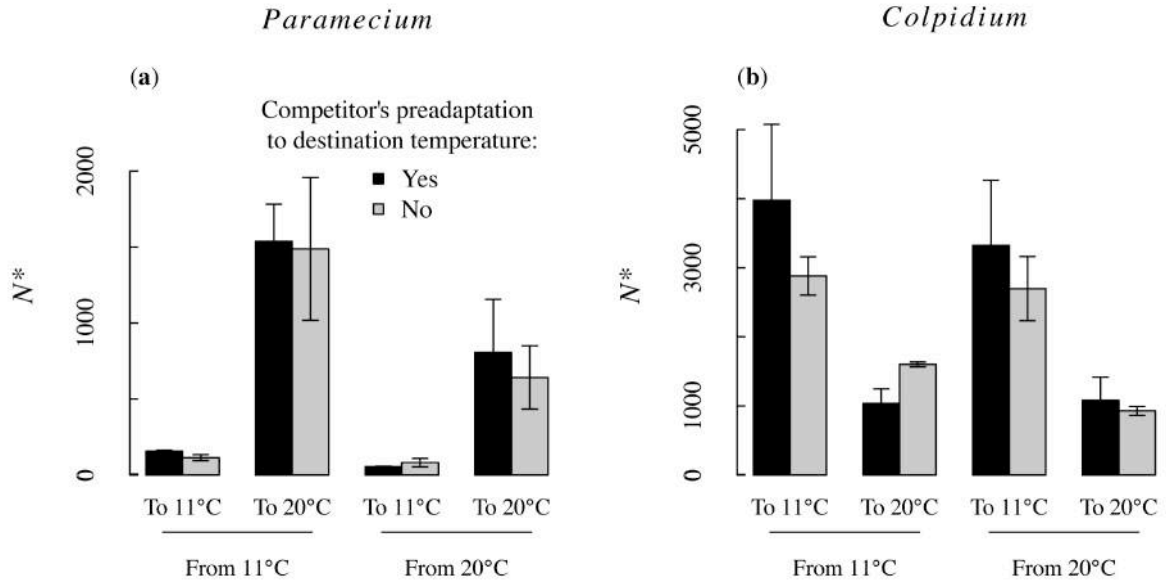 Paramecium
Colpidium
(a)
Competitor's preadaptation
to destination temperature:
Yes
No
N*
2000
1000
0
To 11°C To 20°C To 11°C To 20°C
From 11°C From 20°C
(b)
N*
5000
3000
1000
0
To 11°C To 20°C To 11°C To 20°C
From 11°C From 20°C